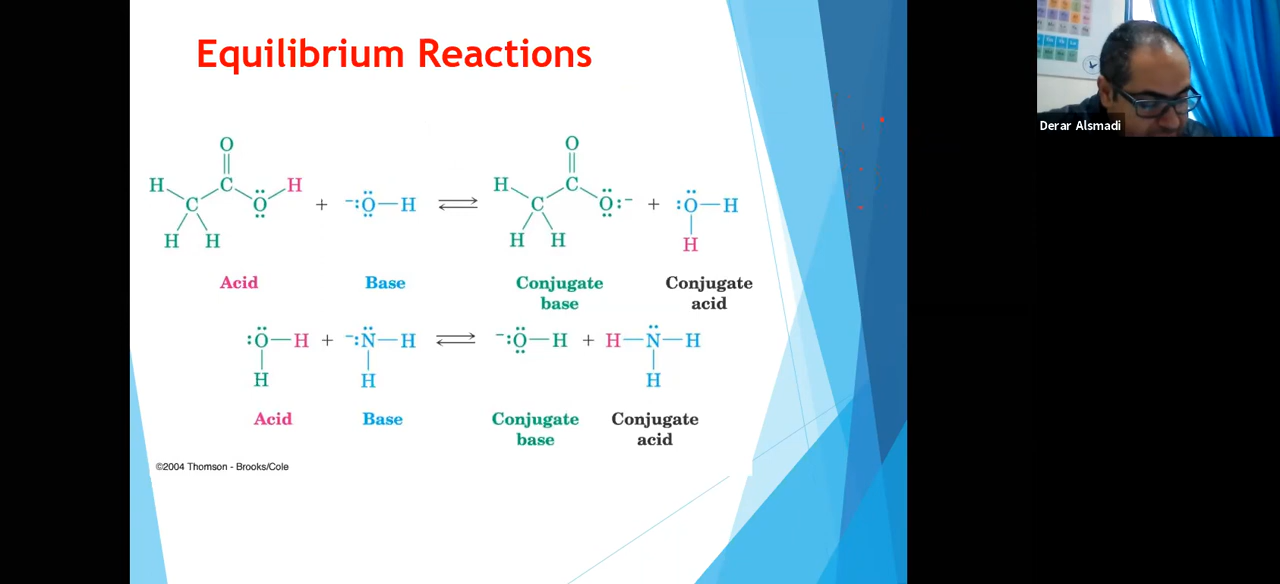 Equilibrium Reactions
Derar Alsmadi
O O
H C H H C
C O + ⁻:O—H ⇌ C O:⁻ + :O—H
H H H H H
Acid Base Conjugate base Conjugate acid
:O—H + ⁻:N—H ⇌ ⁻:O—H + H—N—H
H H H
Acid Base Conjugate base Conjugate acid
©2004 Thomson - Brooks/Cole